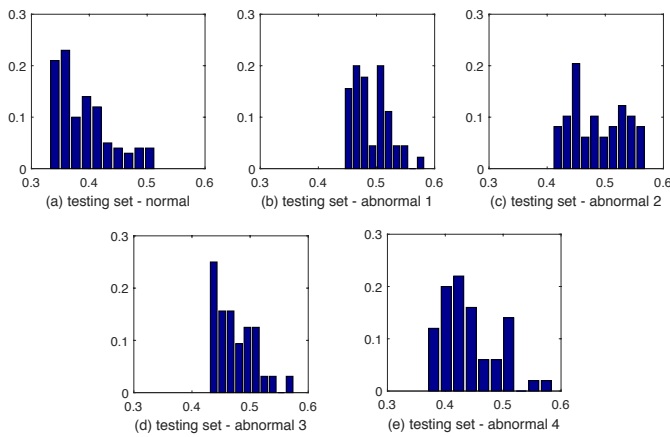 0.3 0.3 0.3
0.2 0.2 0.2
0.1 0.1 0.1
0 0 0
0.3 0.4 0.5 0.6 0.3 0.4 0.5 0.6 0.3 0.4 0.5 0.6
(a) testing set - normal (b) testing set - abnormal 1 (c) testing set - abnormal 2
0.3 0.3
0.2 0.2
0.1 0.1
0 0
0.3 0.4 0.5 0.6 0.3 0.4 0.5 0.6
(d) testing set - abnormal 3 (e) testing set - abnormal 4